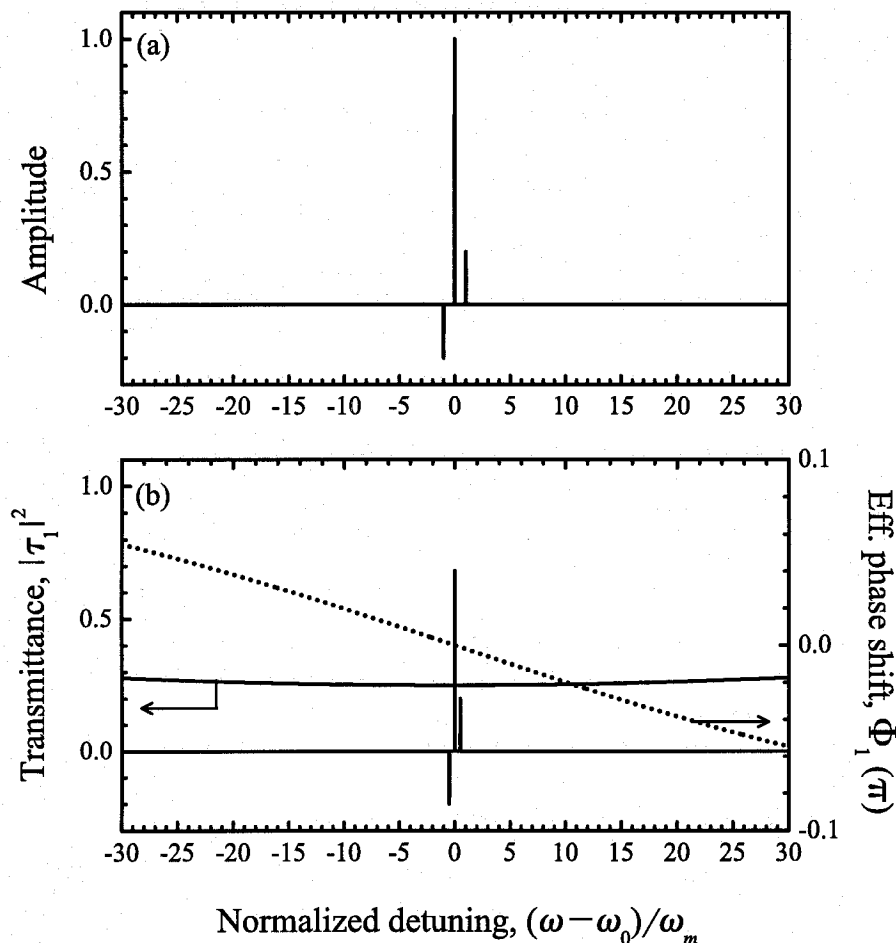 (a)
1.0
0.5
0.0
Amplitude
-30 -25 -20 -15 -10 -5 0 5 10 15 20 25 30
(b)
1.0
0.5
0.0
Transmittance, |τ₁|²
0.1
0.0
-0.1
Eff. phase shift, Φ₁ (π)
-30 -25 -20 -15 -10 -5 0 5 10 15 20 25 30
Normalized detuning, (ω−ω₀)/ωₘ